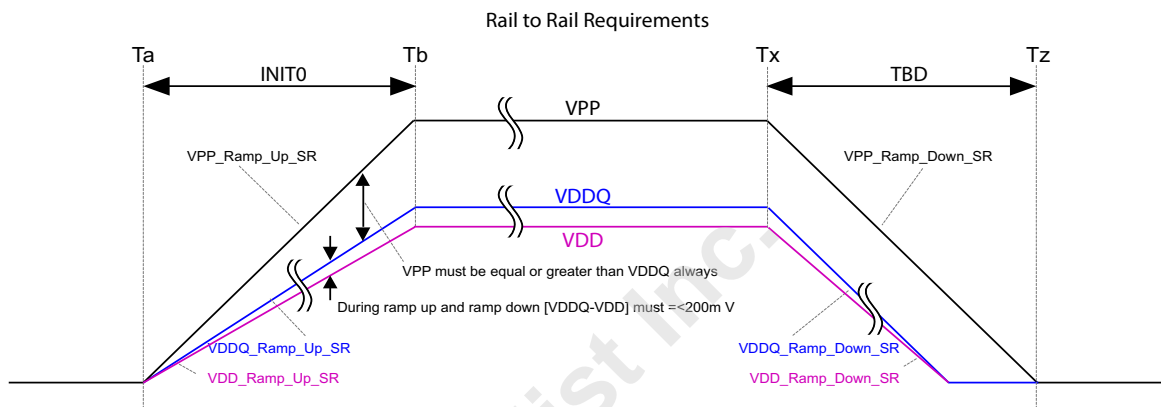 Rail to Rail Requirements
Ta Tb Tx Tz
INIT0 TBD
VPP
VPP_Ramp_Up_SR VPP_Ramp_Down_SR
VDDQ
VDD
VPP must be equal or greater than VDDQ always
During ramp up and ramp down [VDDQ-VDD] must =<200m V
VDDQ_Ramp_Up_SR VDDQ_Ramp_Down_SR
VDD_Ramp_Up_SR VDD_Ramp_Down_SR
Inc.